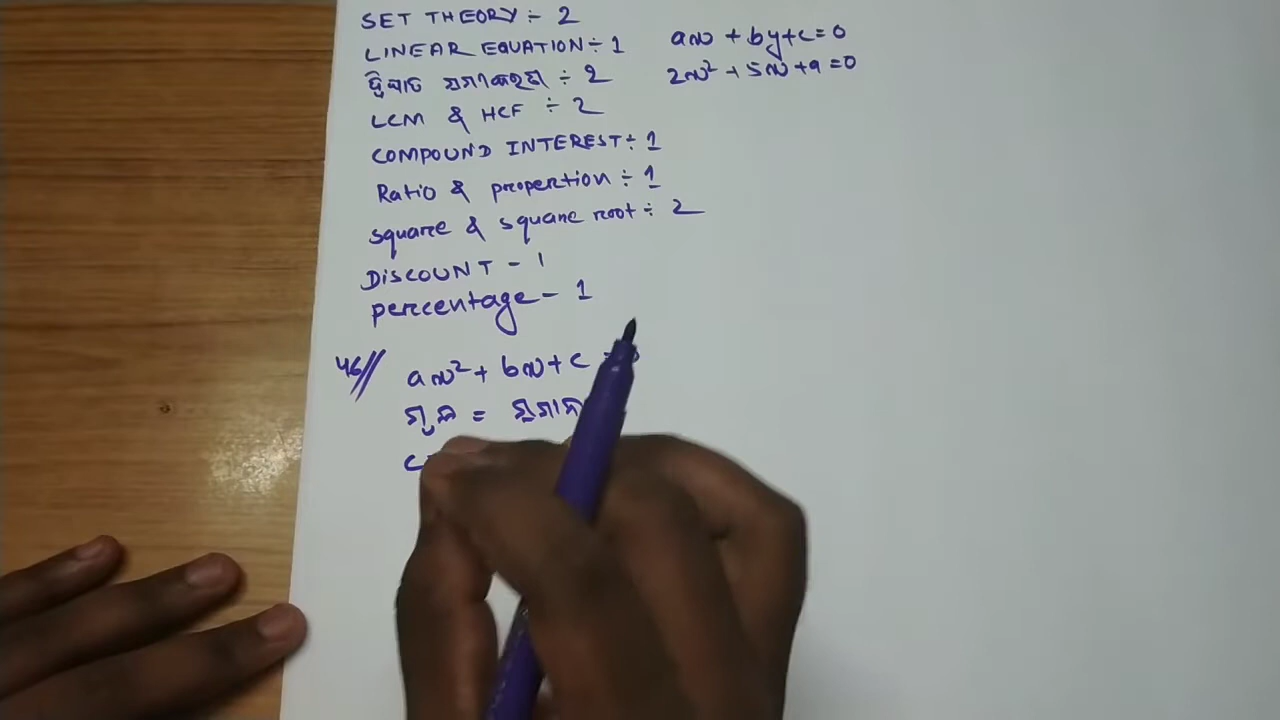 SET THEORY ÷ 2
LINEAR EQUATION ÷ 1
ax + by + c = 0
ଦ୍ୱିଘାତ ସମୀକରଣ ÷ 2
2x² + 5x + 9 = 0
LCM & HCF ÷ 2
COMPOUND INTEREST ÷ 1
Ratio & propertion ÷ 1
square & square root ÷ 2
DISCOUNT - 1
percentage - 1
46// ax² + bx + c =
ମୂଳ =
c